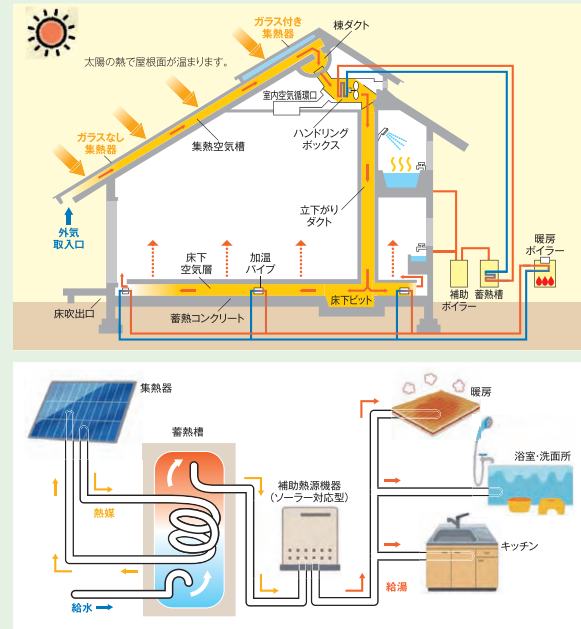 ガラス付き
集熱器
棟ダクト
太陽の熱で屋根面が温まります。
室内空気循環口
ガラスなし
集熱器
集熱空気槽
ハンドリング
ボックス
立下がり
ダクト
外気
取入口
床下
空気層
加温
パイプ
暖房
ボイラー
床吹出口
蓄熱コンクリート
床下ピット
補助
ボイラー
蓄熱槽
集熱器
蓄熱槽
暖房
補助熱源機器
(ソーラー対応型)
浴室・洗面所
熱媒
キッチン
給湯
給水